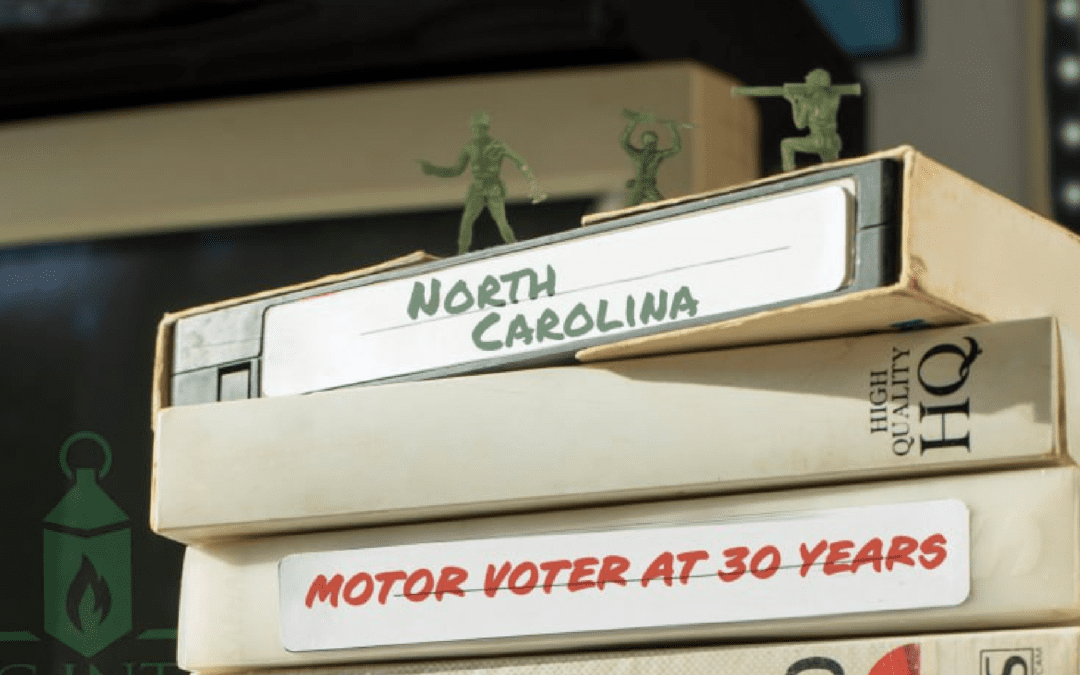 North
Carolina
HIGH
QUALITY
HQ
MOTOR VOTER AT 30 YEARS